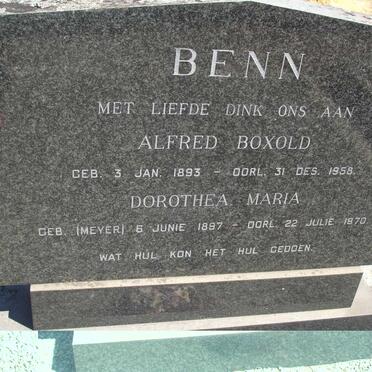 BENN
MET LIEFDE DINK ONS AAN
ALFRED BOXOLD
GEB. 3 JAN. 1893 - OORL. 31 DES. 1958.
DOROTHEA MARIA
GEB. (MEYER) 6 JUNIE 1897 - OORL. 22 JULIE 1970
WAT HUL KON HET HUL GEDOEN.